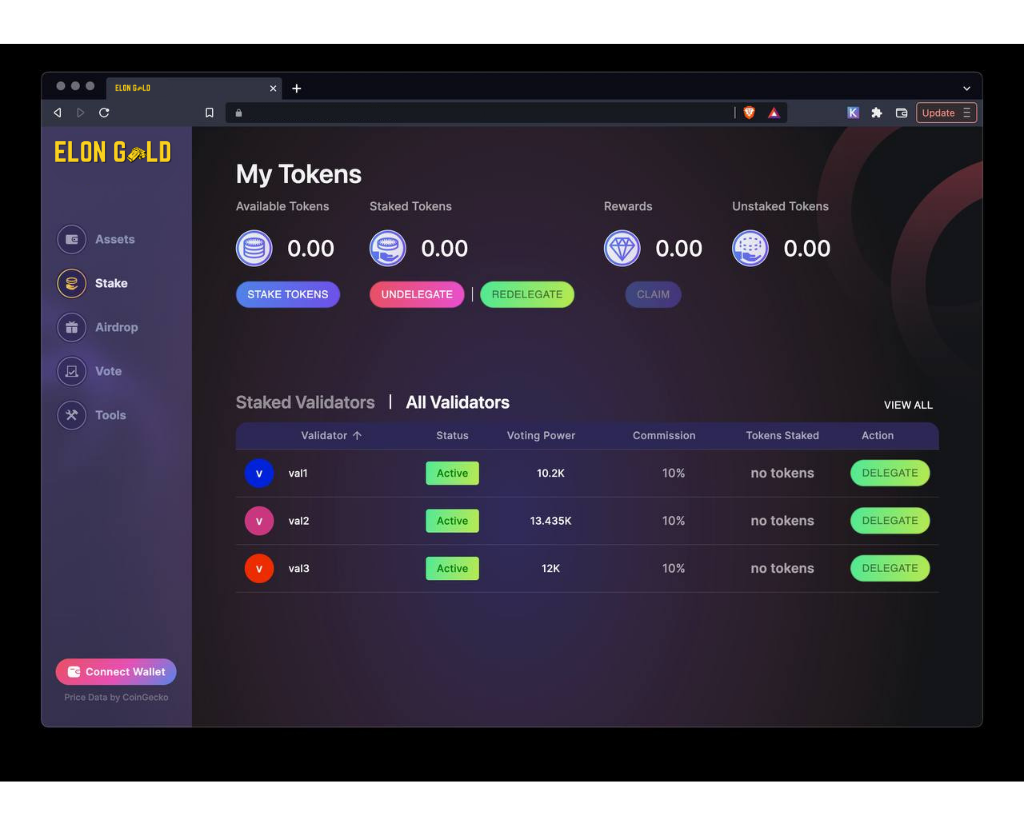 ELON GOLD
Update
ELON GOLD
Assets
Stake
Airdrop
Vote
Tools
Connect Wallet
Price Data by CoinGecko
My Tokens
Available Tokens Staked Tokens Rewards Unstaked Tokens
0.00 0.00 0.00 0.00
STAKE TOKENS UNDELEGATE | REDELEGATE CLAIM
Staked Validators | All Validators VIEW ALL
Validator ↑ Status Voting Power Commission Tokens Staked Action
v val1 Active 10.2K 10% no tokens DELEGATE
v val2 Active 13.435K 10% no tokens DELEGATE
v val3 Active 12K 10% no tokens DELEGATE